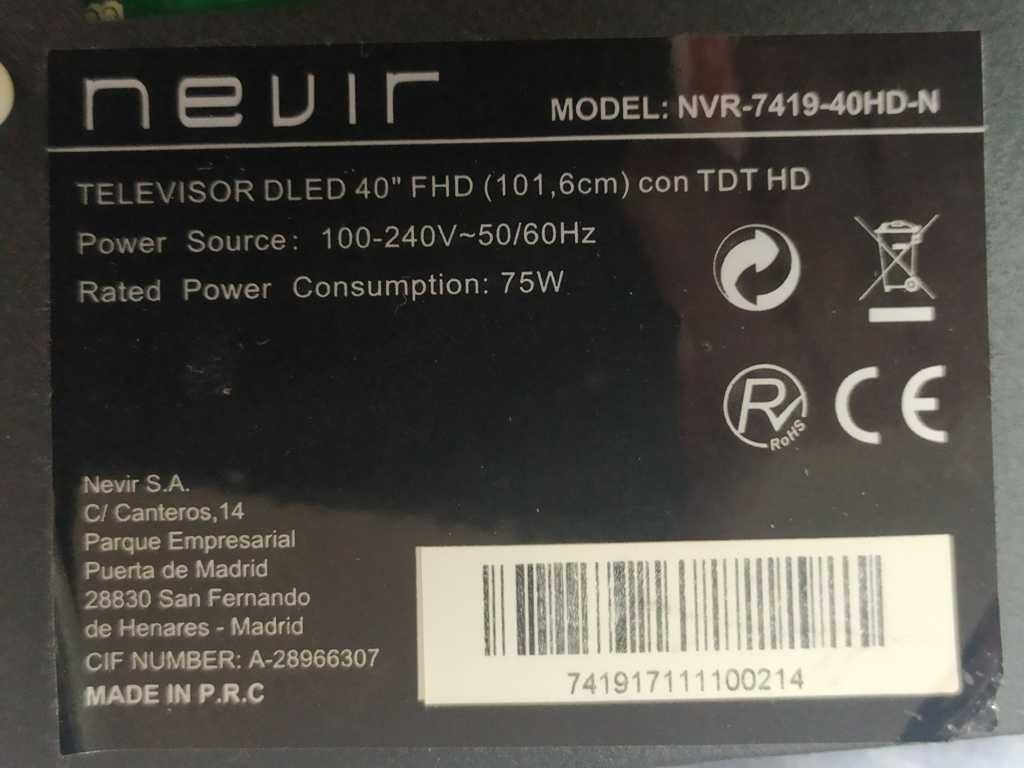 nevir
MODEL: NVR-7419-40HD-N
TELEVISOR DLED 40" FHD (101,6cm) con TDT HD
Power Source: 100-240V~50/60Hz
Rated Power Consumption: 75W
R
RoHS
CE
Nevir S.A.
C/ Canteros,14
Parque Empresarial
Puerta de Madrid
28830 San Fernando
de Henares - Madrid
CIF NUMBER: A-28966307
MADE IN P.R.C
741917111100214